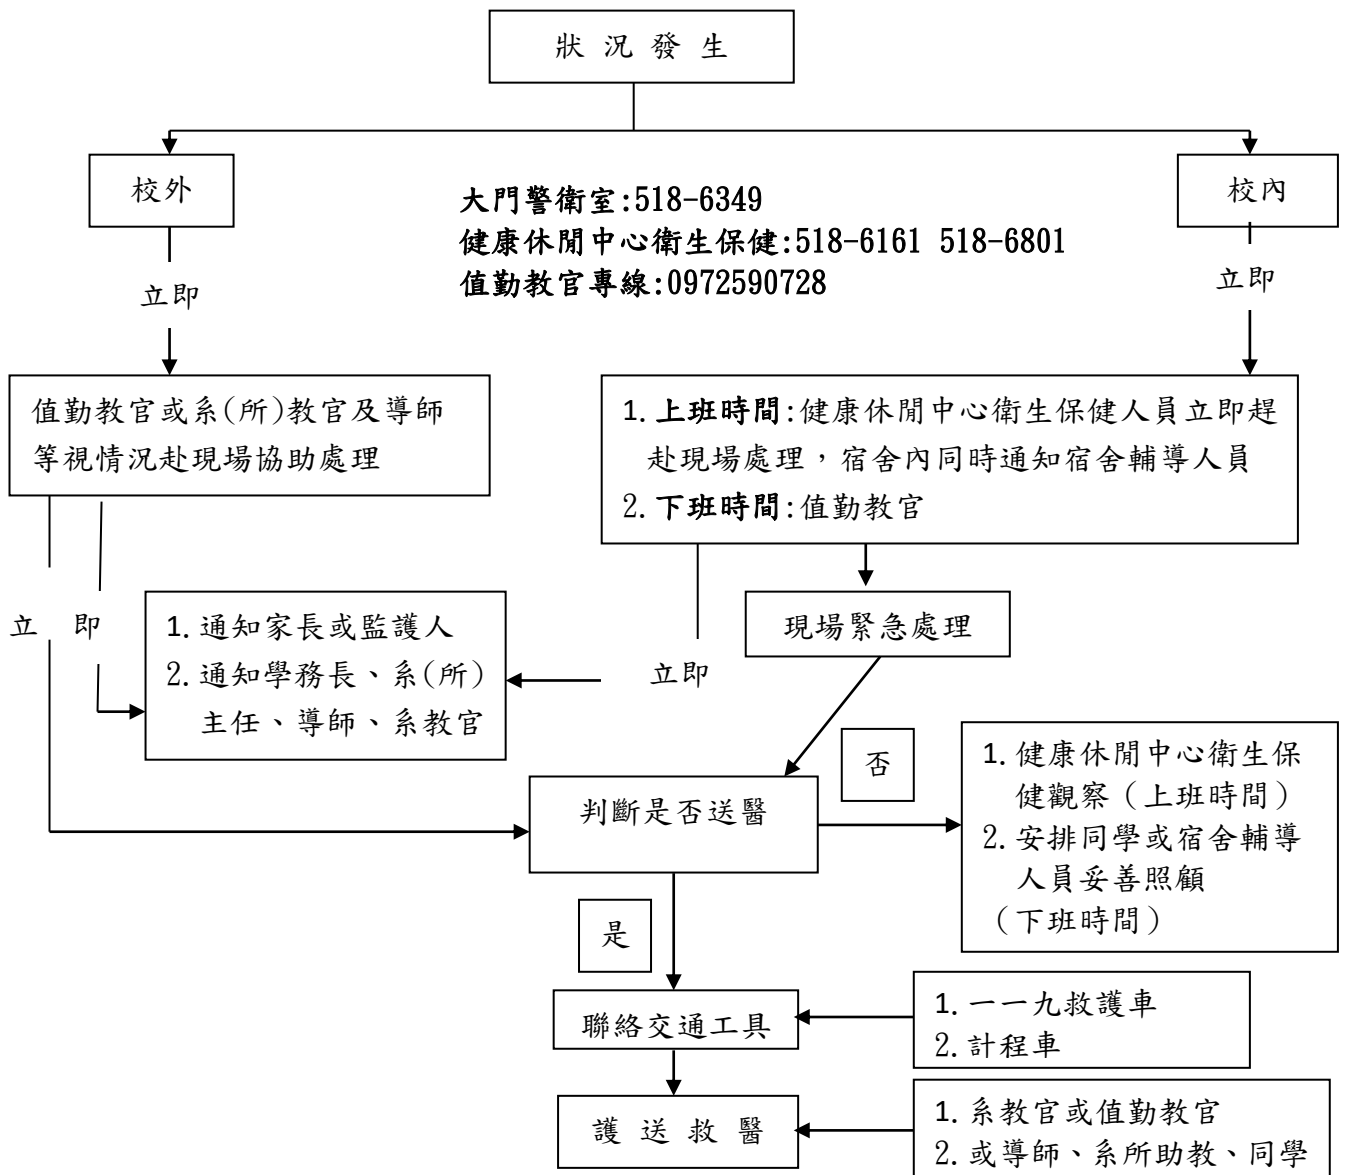 狀 況 發 生
校外
校內
大門警衛室:518-6349
健康休閒中心衛生保健:518-6161 518-6801
值勤教官專線:0972590728
立即
立即
值勤教官或系(所)教官及導師
等視情況赴現場協助處理
1. 上班時間:健康休閒中心衛生保健人員立即趕
赴現場處理，宿舍內同時通知宿舍輔導人員
2. 下班時間:值勤教官
立 即
1. 通知家長或監護人
2. 通知學務長、系(所)
主任、導師、系教官
立即
現場緊急處理
判斷是否送醫
否
1. 健康休閒中心衛生保
健觀察（上班時間）
2. 安排同學或宿舍輔導
人員妥善照顧
（下班時間）
是
聯絡交通工具
1. 一一九救護車
2. 計程車
護 送 救 醫
1. 系教官或值勤教官
2. 或導師、系所助教、同學